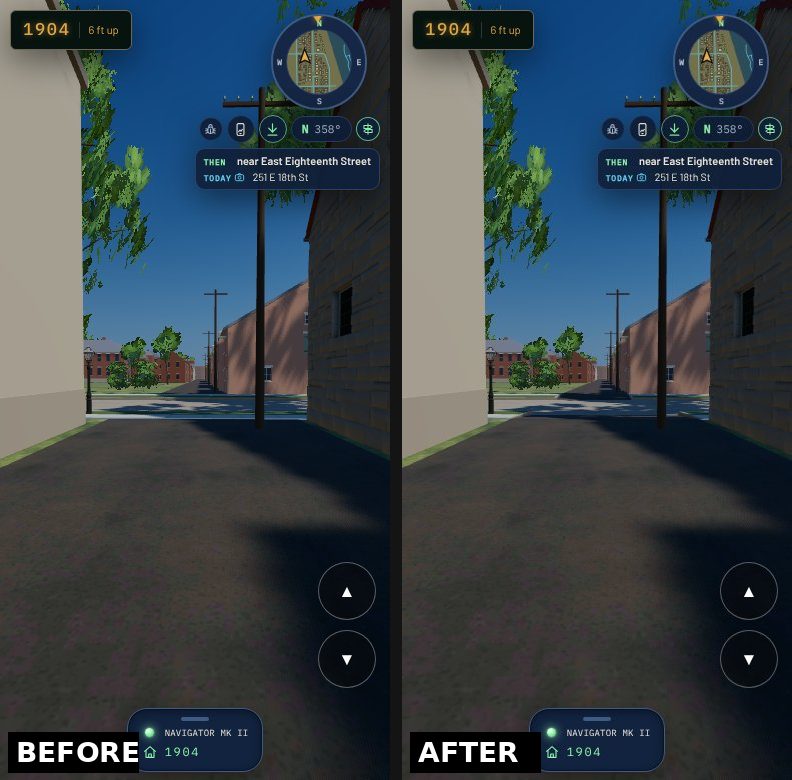 1904 6 ft up
N
W E
S
N 358°
THEN near East Eighteenth Street
TODAY 251 E 18th St
NAVIGATOR MK II
1904
BEFORE
1904 6 ft up
N
W E
S
N 358°
THEN near East Eighteenth Street
TODAY 251 E 18th St
NAVIGATOR MK II
1904
AFTER